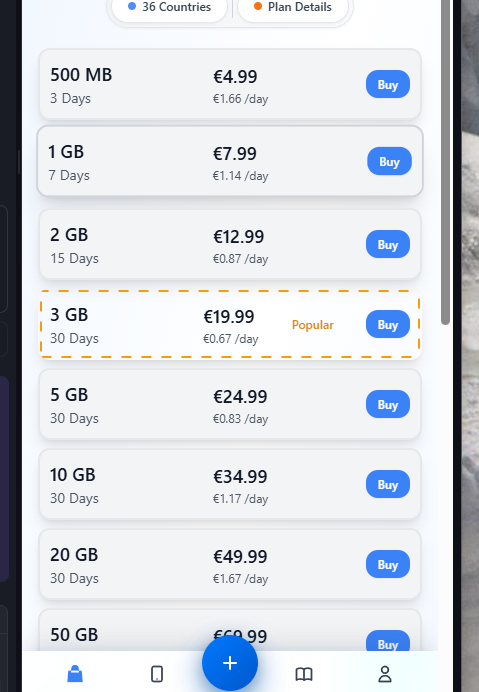 36 Countries
Plan Details
500 MB
€4.99
3 Days
€1.66 /day
Buy
1 GB
€7.99
7 Days
€1.14 /day
Buy
2 GB
€12.99
15 Days
€0.87 /day
Buy
3 GB
€19.99
30 Days
€0.67 /day
Popular
Buy
5 GB
€24.99
30 Days
€0.83 /day
Buy
10 GB
€34.99
30 Days
€1.17 /day
Buy
20 GB
€49.99
30 Days
€1.67 /day
Buy
50 GB
€69.99
Buy